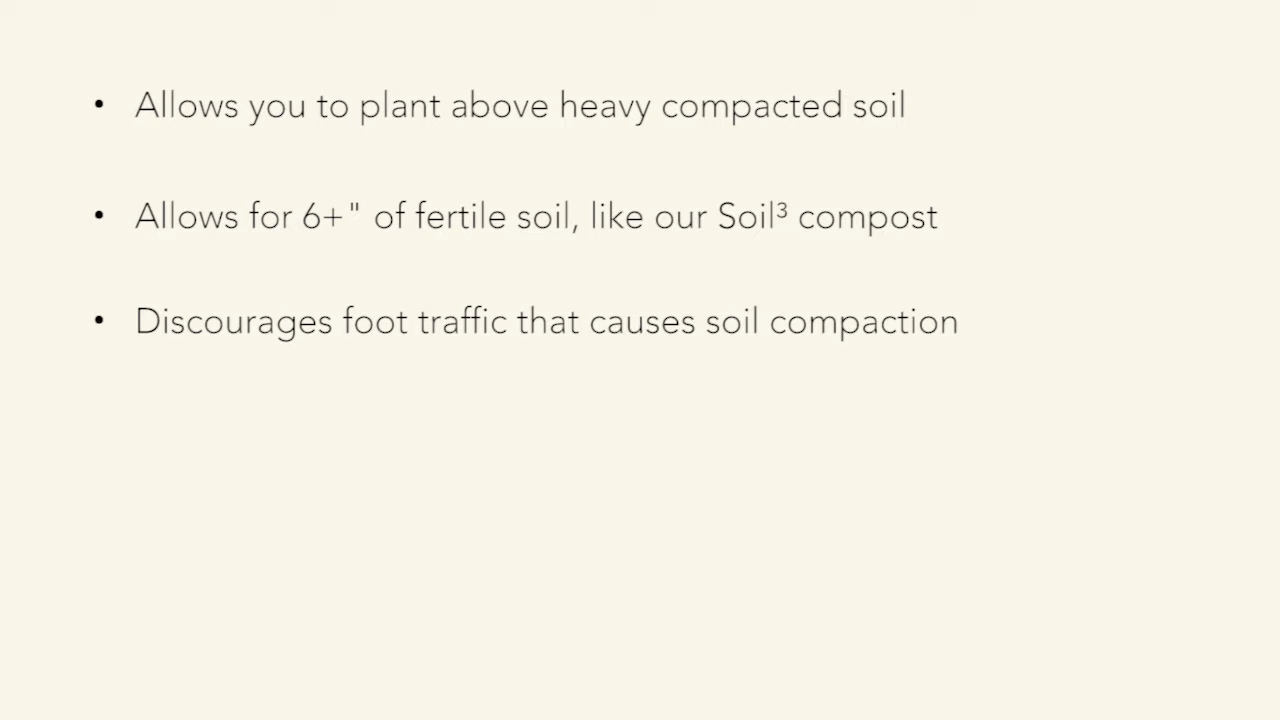 • Allows you to plant above heavy compacted soil
• Allows for 6+" of fertile soil, like our Soil³ compost
• Discourages foot traffic that causes soil compaction